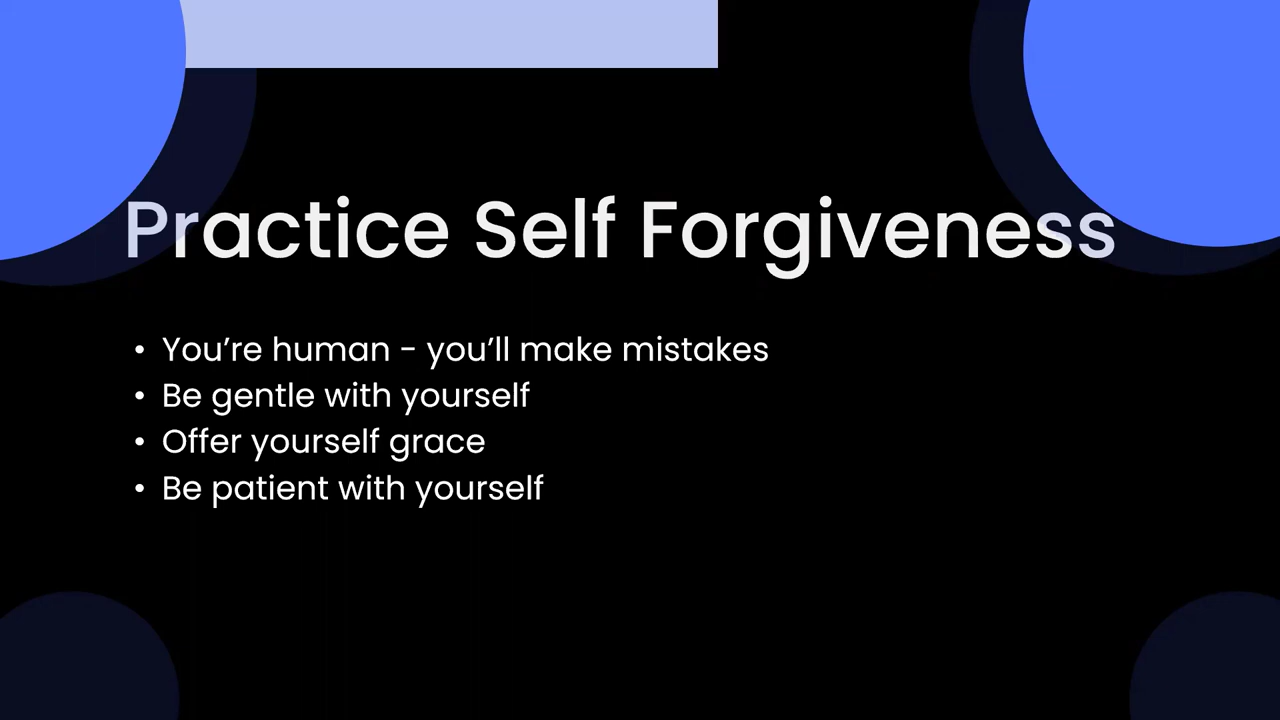 Practice Self Forgiveness
• You’re human - you’ll make mistakes
• Be gentle with yourself
• Offer yourself grace
• Be patient with yourself